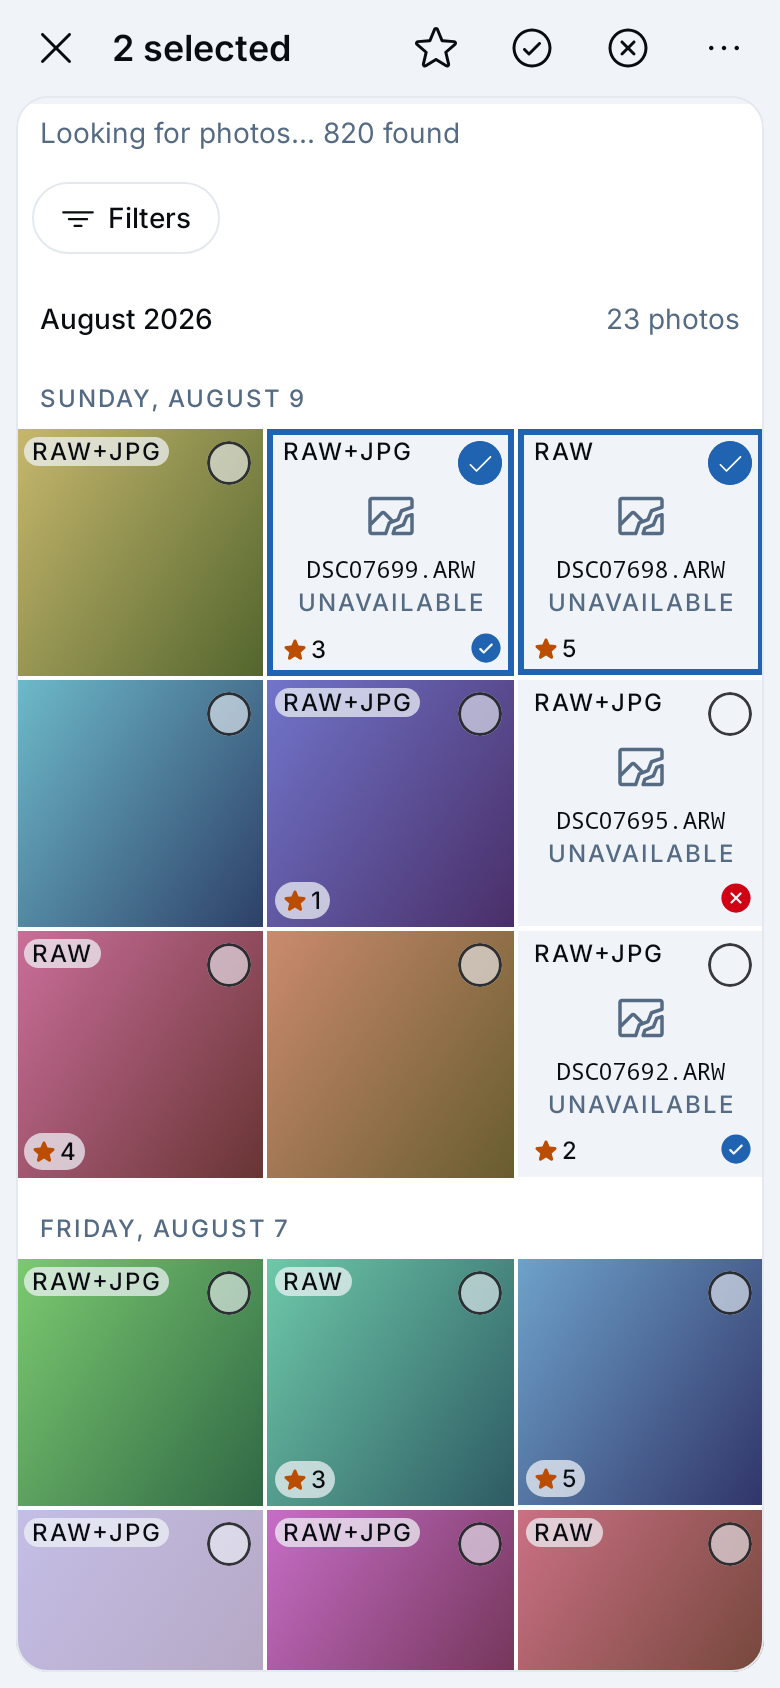 2 selected
Looking for photos... 820 found
Filters
August 2026
23 photos
SUNDAY, AUGUST 9
RAW+JPG
RAW+JPG
DSC07699.ARW
UNAVAILABLE
3
RAW
DSC07698.ARW
UNAVAILABLE
5
RAW+JPG
1
RAW+JPG
DSC07695.ARW
UNAVAILABLE
RAW
4
RAW+JPG
DSC07692.ARW
UNAVAILABLE
2
FRIDAY, AUGUST 7
RAW+JPG
RAW
3
5
RAW+JPG
RAW+JPG
RAW